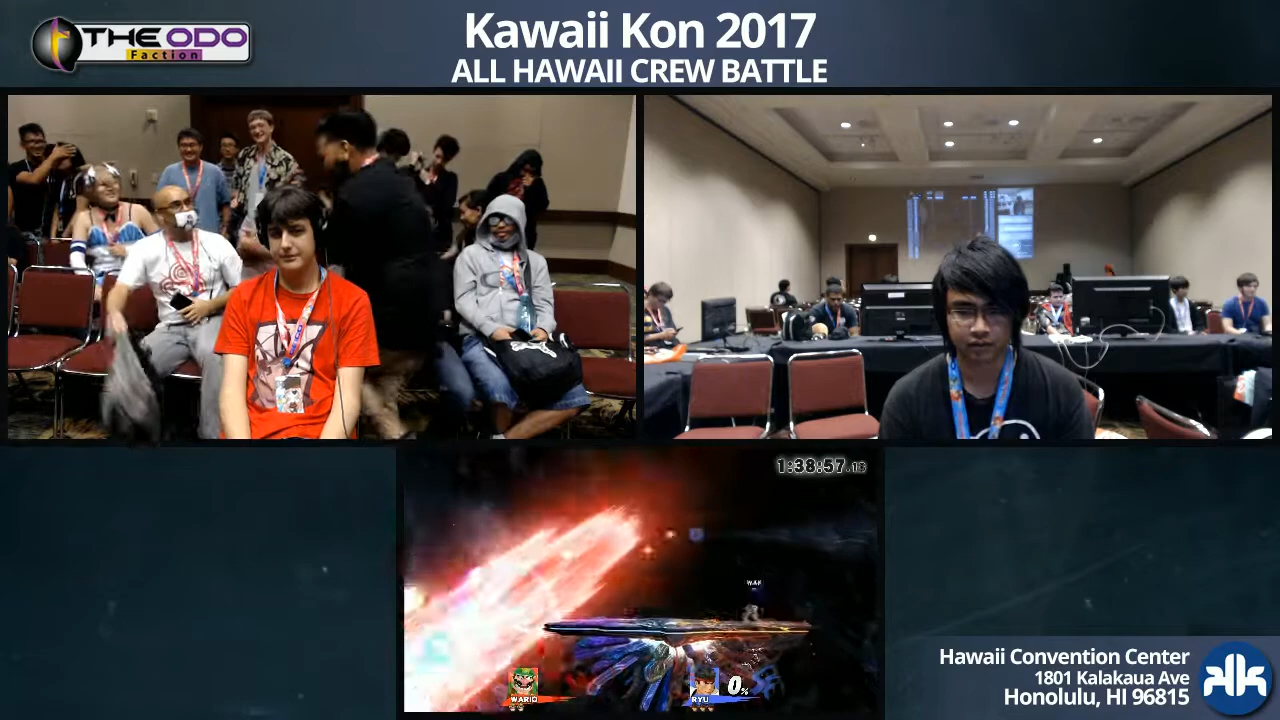 THE ODO
Faction
Kawaii Kon 2017
ALL HAWAII CREW BATTLE
1:38:57
WARIO
RYU
0%
Hawaii Convention Center
1801 Kalakaua Ave
Honolulu, HI 96815